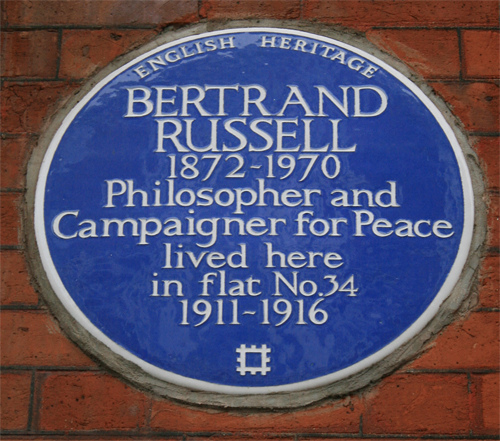 ENGLISH HERITAGE
BERTRAND
RUSSELL
1872-1970
Philosopher and
Campaigner for Peace
lived here
in flat No.34
1911~1916